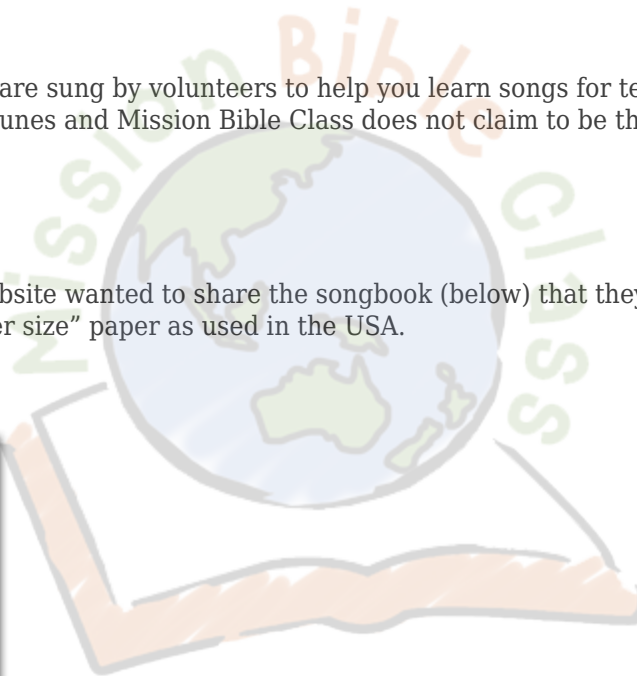 Mission Bible Class
are sung by volunteers to help you learn songs for te
unes and Mission Bible Class does not claim to be th
bsite wanted to share the songbook (below) that they
er size” paper as used in the USA.